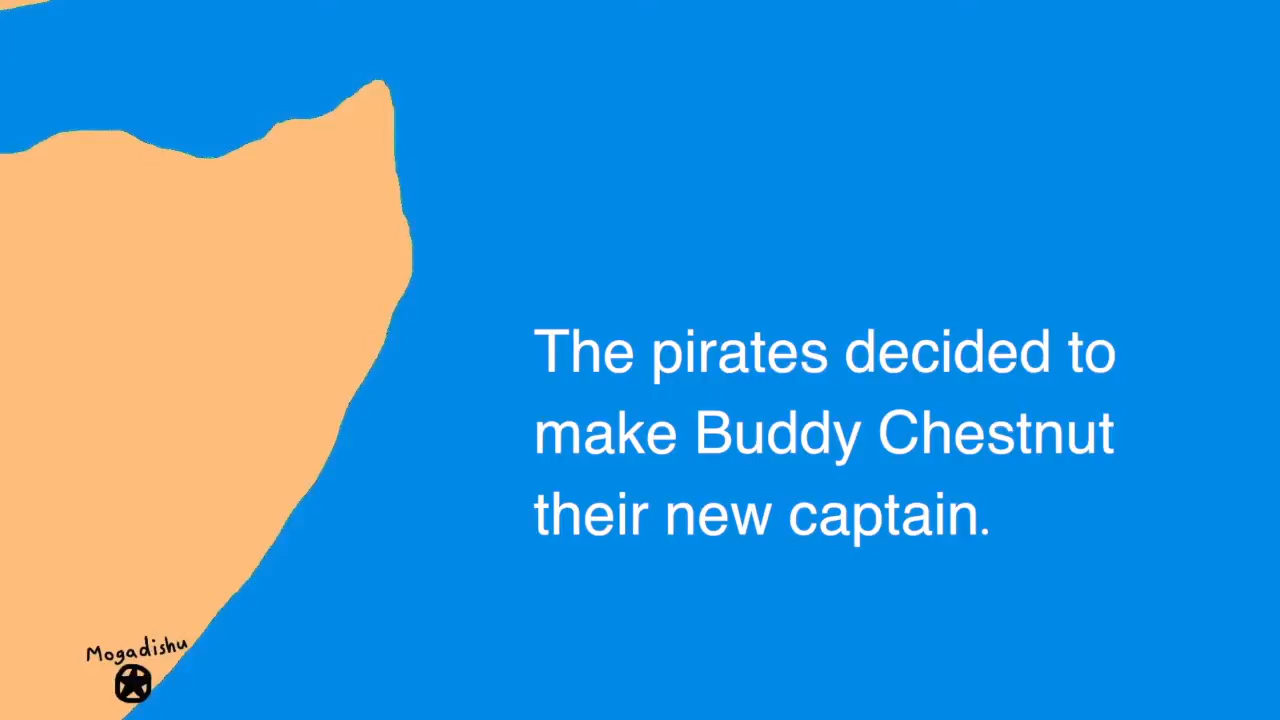 The pirates decided to
make Buddy Chestnut
their new captain.
Mogadishu